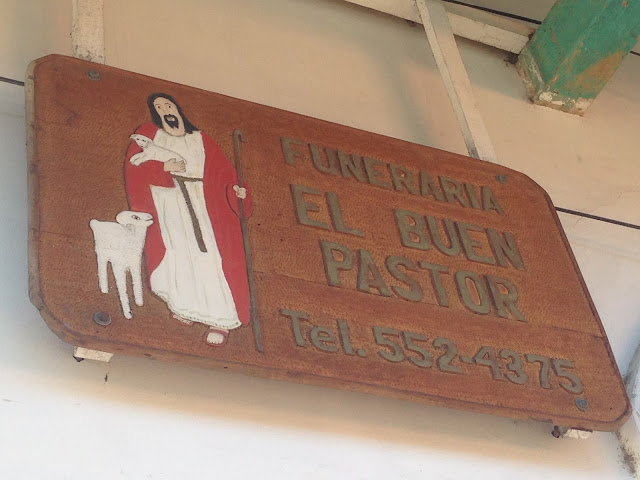 FUNERARIA
EL BUEN
PASTOR
Tel. 552-4375